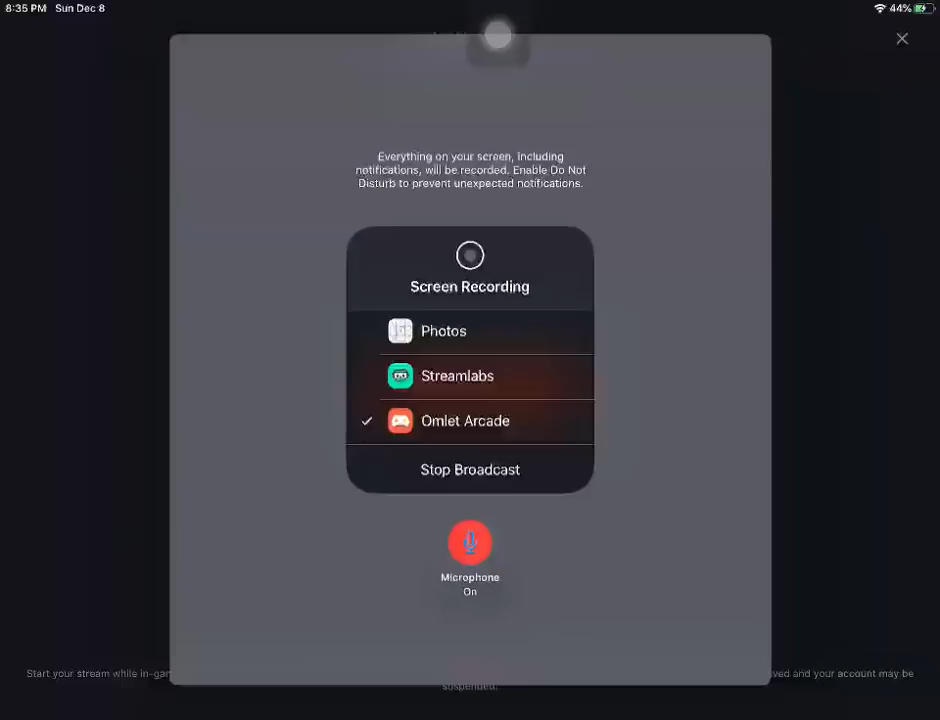 8:35 PM Sun Dec 8
44%
Everything on your screen, including
notifications, will be recorded. Enable Do Not
Disturb to prevent unexpected notifications.
Screen Recording
Photos
Streamlabs
Omlet Arcade
Stop Broadcast
Microphone
On
Start your stream while in-gam
ved and your account may be
suspended.